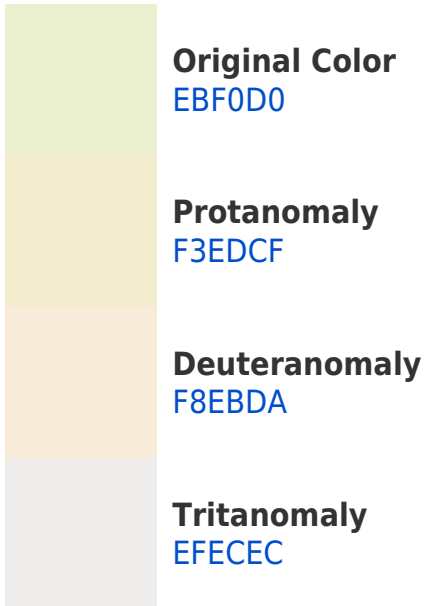 Original Color
EBF0D0
Protanomaly
F3EDCF
Deuteranomaly
F8EBDA
Tritanomaly
EFECEC